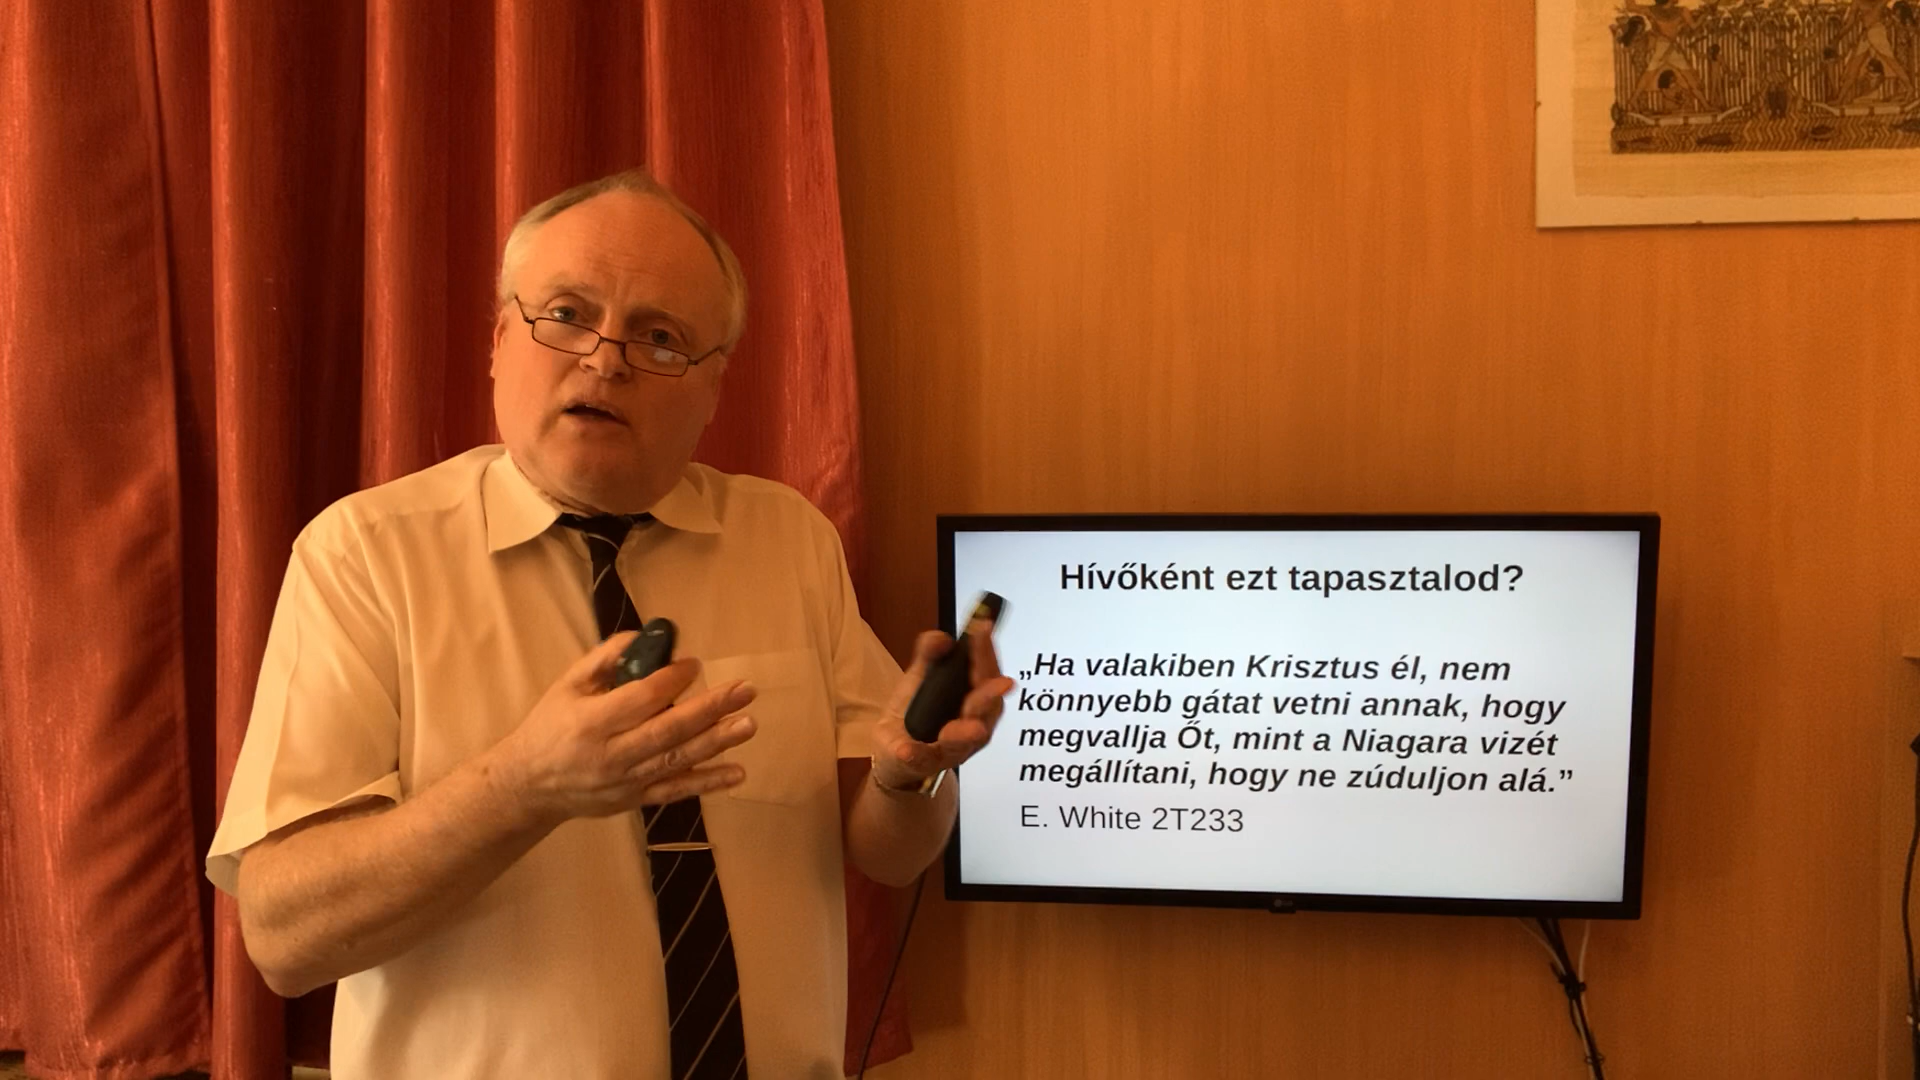 Hívőként ezt tapasztalod?
„Ha valakiben Krisztus él, nem
könnyebb gátat vetni annak, hogy
megvallja Őt, mint a Niagara vizét
megállítani, hogy ne zúduljon alá.”
E. White 2T233
LG